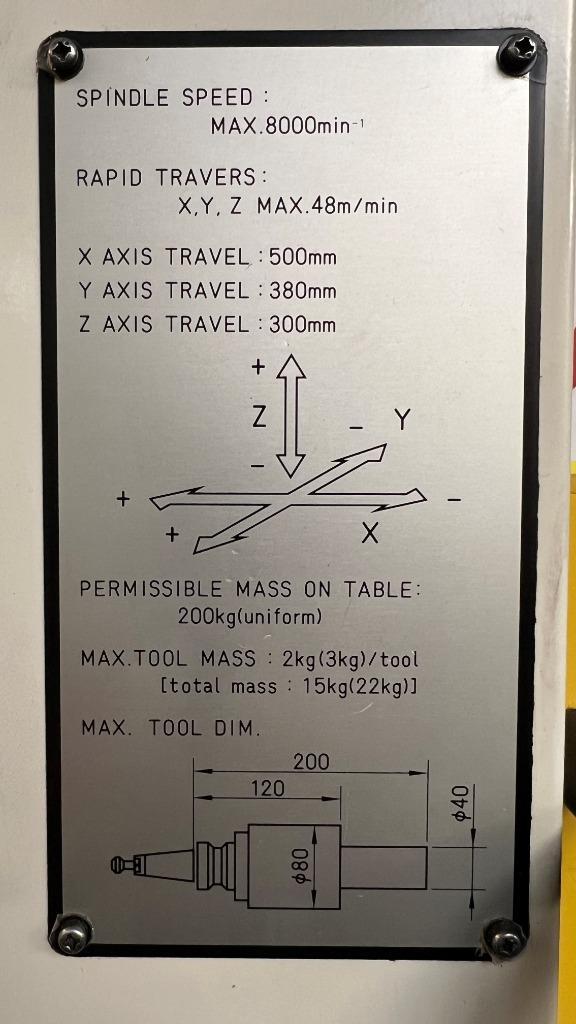 SPINDLE SPEED :
MAX.8000min⁻¹
RAPID TRAVERS:
X,Y, Z MAX.48m/min
X AXIS TRAVEL :500mm
Y AXIS TRAVEL :380mm
Z AXIS TRAVEL :300mm
+
Z
− Y
−
+ −
+ X
PERMISSIBLE MASS ON TABLE:
200kg(uniform)
MAX.TOOL MASS : 2kg(3kg)/tool
[total mass : 15kg(22kg)]
MAX. TOOL DIM.
200
120
φ40
φ80